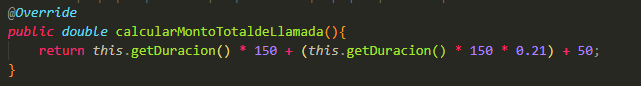 @Override
public double calcularMontoTotaldeLlamada(){
    return this.getDuracion() * 150 + (this.getDuracion() * 150 * 0.21) + 50;
}